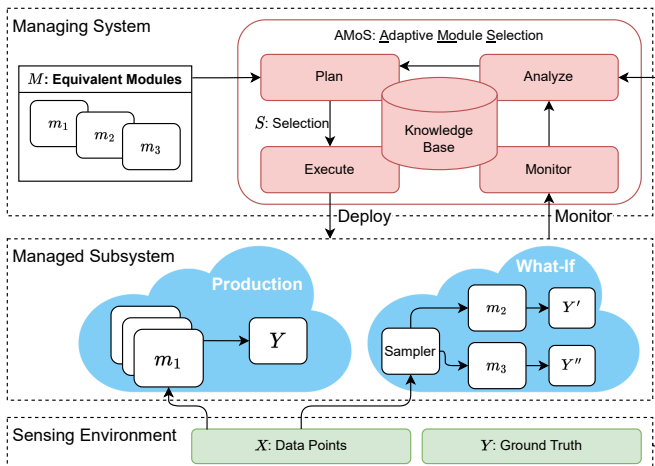 Managing System
AMoS: Adaptive Module Selection
M: Equivalent Modules
m₁
m₂
m₃
Plan
Analyze
S: Selection
Knowledge
Base
Execute
Monitor
Deploy
Monitor
Managed Subsystem
Production
What-If
m₁
Y
Sampler
m₂
Y′
m₃
Y″
Sensing Environment
X: Data Points
Y: Ground Truth